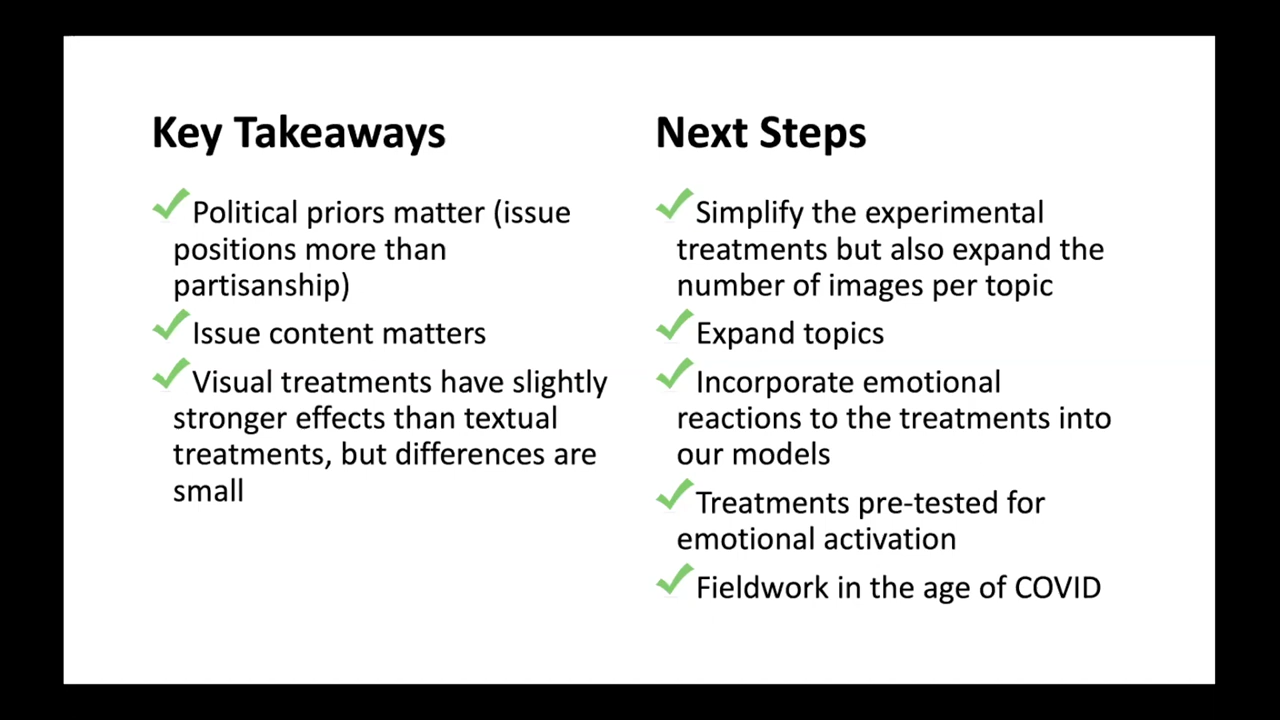 Key Takeaways
Political priors matter (issue
positions more than
partisanship)
Issue content matters
Visual treatments have slightly
stronger effects than textual
treatments, but differences are
small
Next Steps
Simplify the experimental
treatments but also expand the
number of images per topic
Expand topics
Incorporate emotional
reactions to the treatments into
our models
Treatments pre-tested for
emotional activation
Fieldwork in the age of COVID